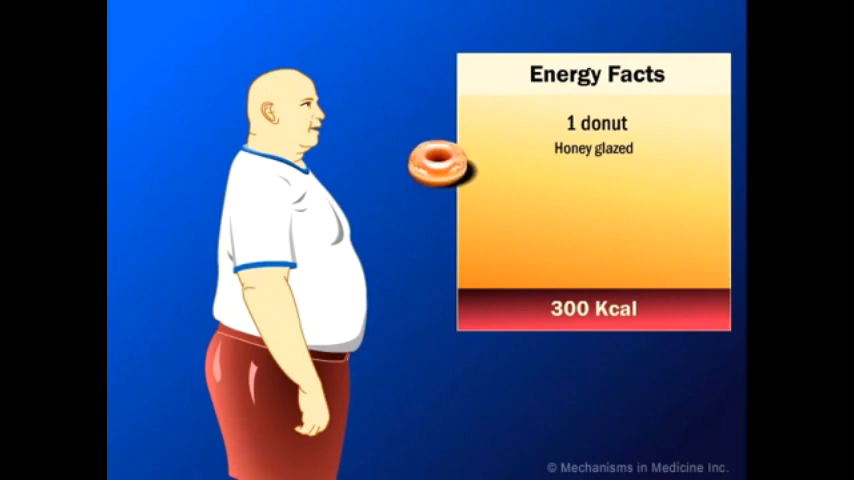 Energy Facts
1 donut
Honey glazed
300 Kcal
© Mechanisms in Medicine Inc.